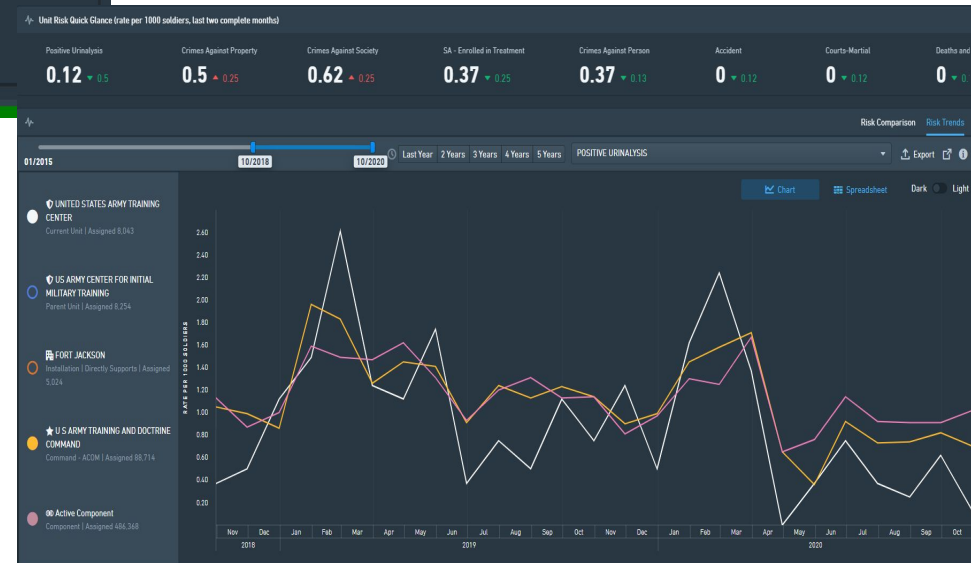 Unit Risk Quick Glance (rate per 1000 soldiers, last two complete months)
Positive Urinalysis
0.12 ▼ 0.5
Crimes Against Property
0.5 ▲ 0.25
Crimes Against Society
0.62 ▲ 0.25
SA - Enrolled in Treatment
0.37 ▼ 0.25
Crimes Against Person
0.37 ▼ 0.13
Accident
0 ▼ 0.12
Courts-Martial
0 ▼ 0.12
Deaths and
0 ▼ 0.
Risk Comparison Risk Trends
01/2015 10/2018 10/2020
Last Year 2 Years 3 Years 4 Years 5 Years
POSITIVE URINALYSIS
Export
Chart Spreadsheet Dark Light
UNITED STATES ARMY TRAINING
CENTER
Current Unit | Assigned 8,043
US ARMY CENTER FOR INITIAL
MILITARY TRAINING
Parent Unit | Assigned 8,254
FORT JACKSON
Installation | Directly Supports | Assigned
5,024
U S ARMY TRAINING AND DOCTRINE
COMMAND
Command - ACOM | Assigned 88,714
Active Component
Component | Assigned 486,368
RATE PER 1000 SOLDIERS
2.60
2.40
2.20
2.00
1.80
1.60
1.40
1.20
1.00
0.80
0.60
0.40
0.20
Nov Dec Jan Feb Mar Apr May Jun Jul Aug Sep Oct Nov Dec Jan Feb Mar Apr May Jun Jul Aug Sep Oct
2018 2019 2020